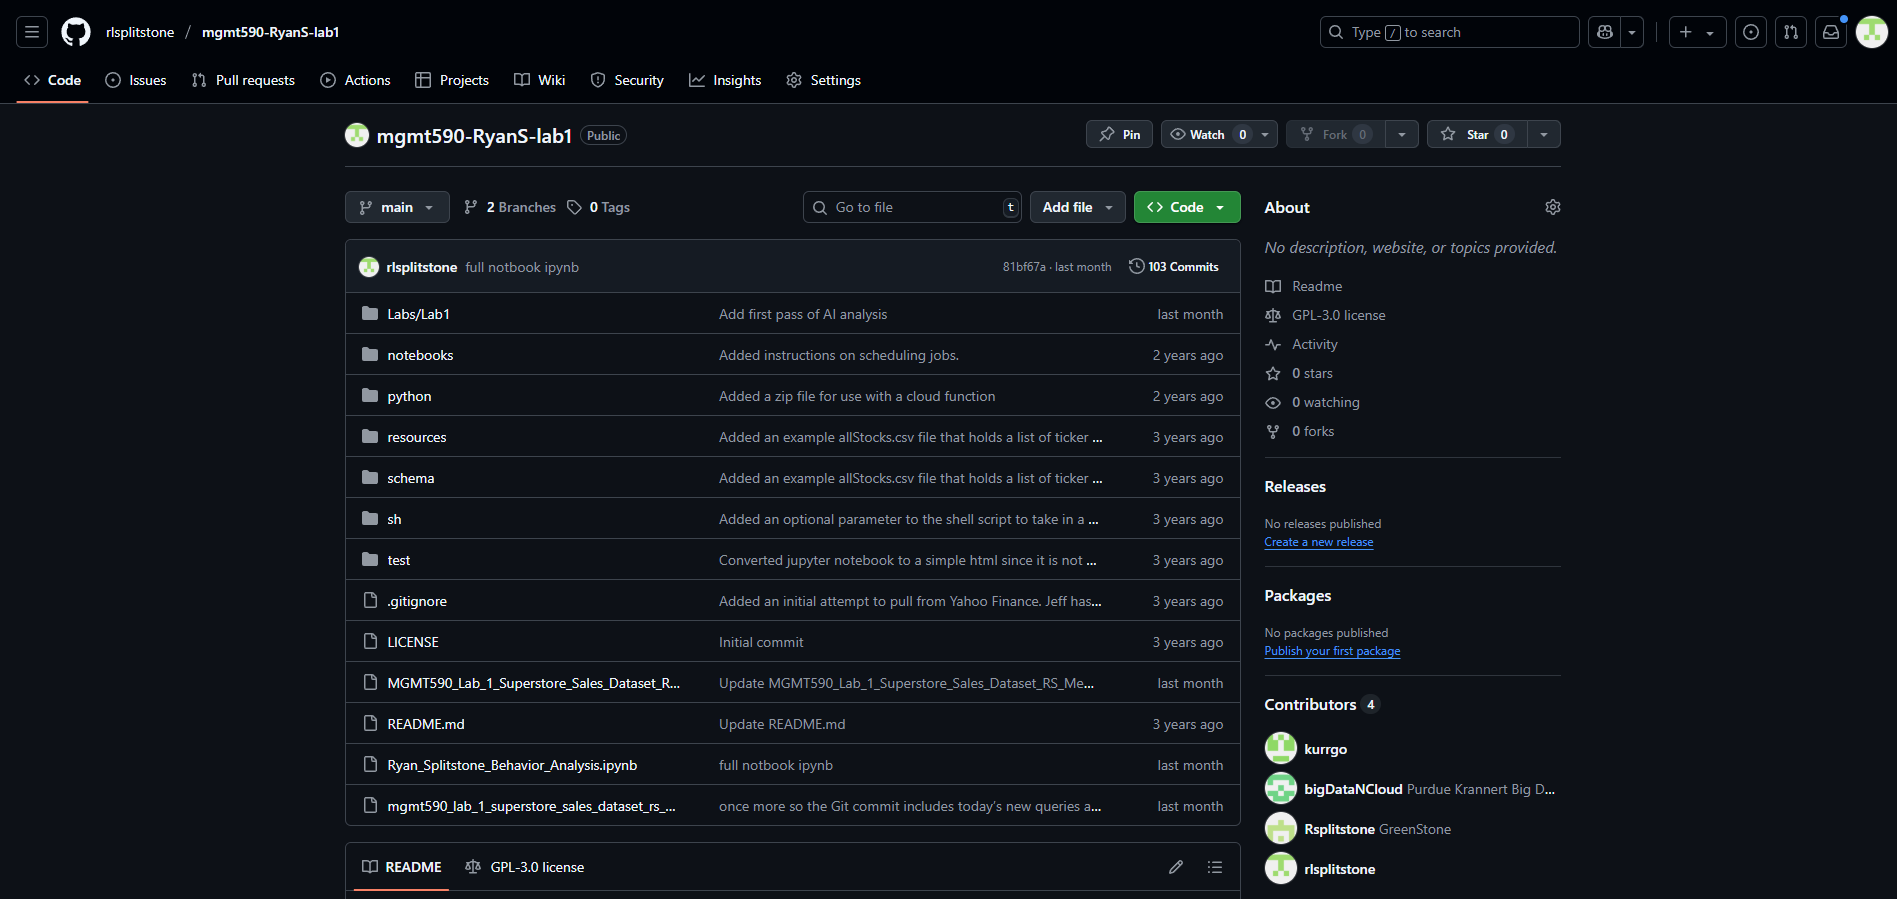 rlsplitstone / mgmt590-RyanS-lab1
Type / to search
Code Issues Pull requests Actions Projects Wiki Security Insights Settings
mgmt590-RyanS-lab1 Public
Pin Watch 0 Fork 0 Star 0
main 2 Branches 0 Tags
Go to file t Add file Code
rlsplitstone full notbook ipynb 81bf67a · last month 103 Commits
Labs/Lab1 Add first pass of AI analysis last month
notebooks Added instructions on scheduling jobs. 2 years ago
python Added a zip file for use with a cloud function 2 years ago
resources Added an example allStocks.csv file that holds a list of ticker ... 3 years ago
schema Added an example allStocks.csv file that holds a list of ticker ... 3 years ago
sh Added an optional parameter to the shell script to take in a ... 3 years ago
test Converted jupyter notebook to a simple html since it is not ... 3 years ago
.gitignore Added an initial attempt to pull from Yahoo Finance. Jeff has... 3 years ago
LICENSE Initial commit 3 years ago
MGMT590_Lab_1_Superstore_Sales_Dataset_R... Update MGMT590_Lab_1_Superstore_Sales_Dataset_RS_Me... last month
README.md Update README.md 3 years ago
Ryan_Splitstone_Behavior_Analysis.ipynb full notbook ipynb last month
mgmt590_lab_1_superstore_sales_dataset_rs_... once more so the Git commit includes today's new queries a... last month
README GPL-3.0 license
About
No description, website, or topics provided.
Readme
GPL-3.0 license
Activity
0 stars
0 watching
0 forks
Releases
No releases published
Create a new release
Packages
No packages published
Publish your first package
Contributors 4
kurrgo
bigDataNCloud Purdue Krannert Big D...
Rsplitstone GreenStone
rlsplitstone